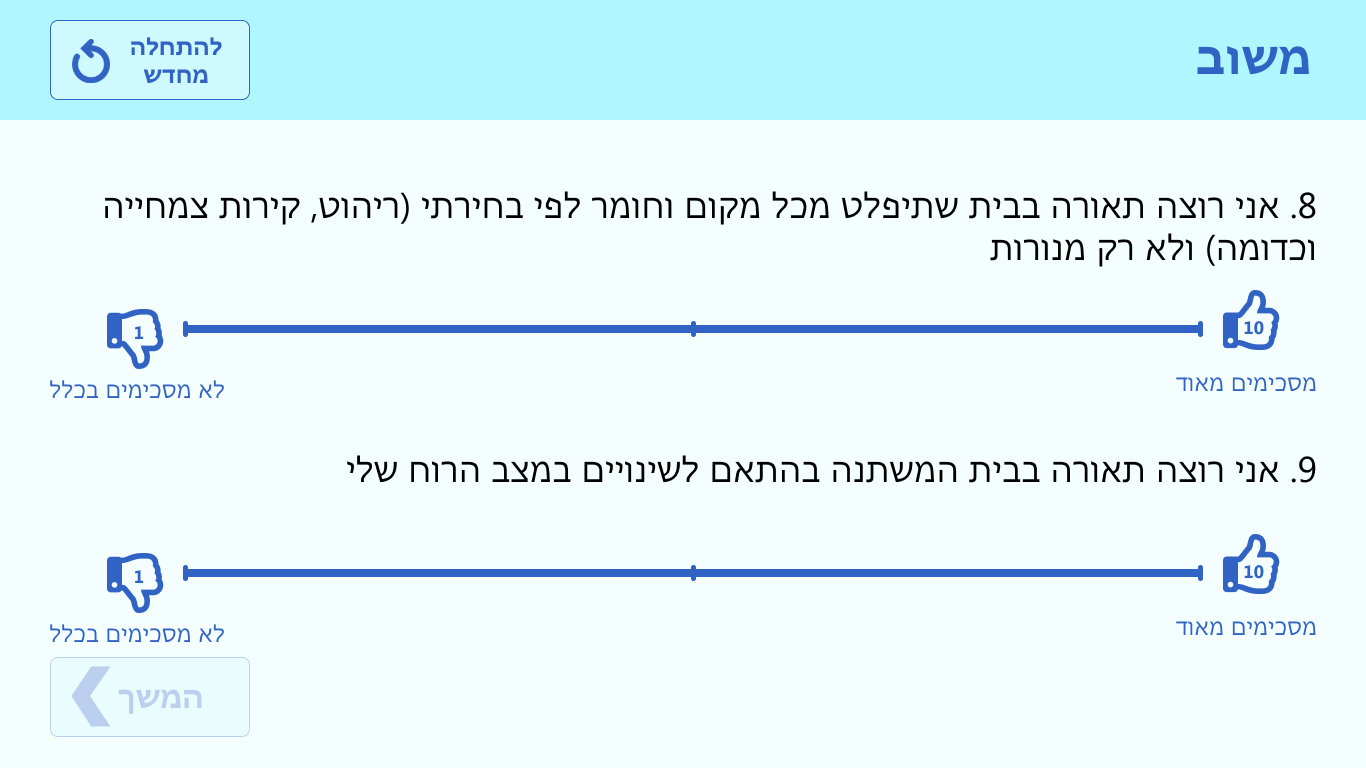 משוב
להתחלה
מחדש
8. אני רוצה תאורה בבית שתיפלט מכל מקום וחומר לפי בחירתי (ריהוט, קירות צמחייה
וכדומה) ולא רק מנורות
10
1
מסכימים מאוד
לא מסכימים בכלל
9. אני רוצה תאורה בבית המשתנה בהתאם לשינויים במצב הרוח שלי
10
1
מסכימים מאוד
לא מסכימים בכלל
המשך